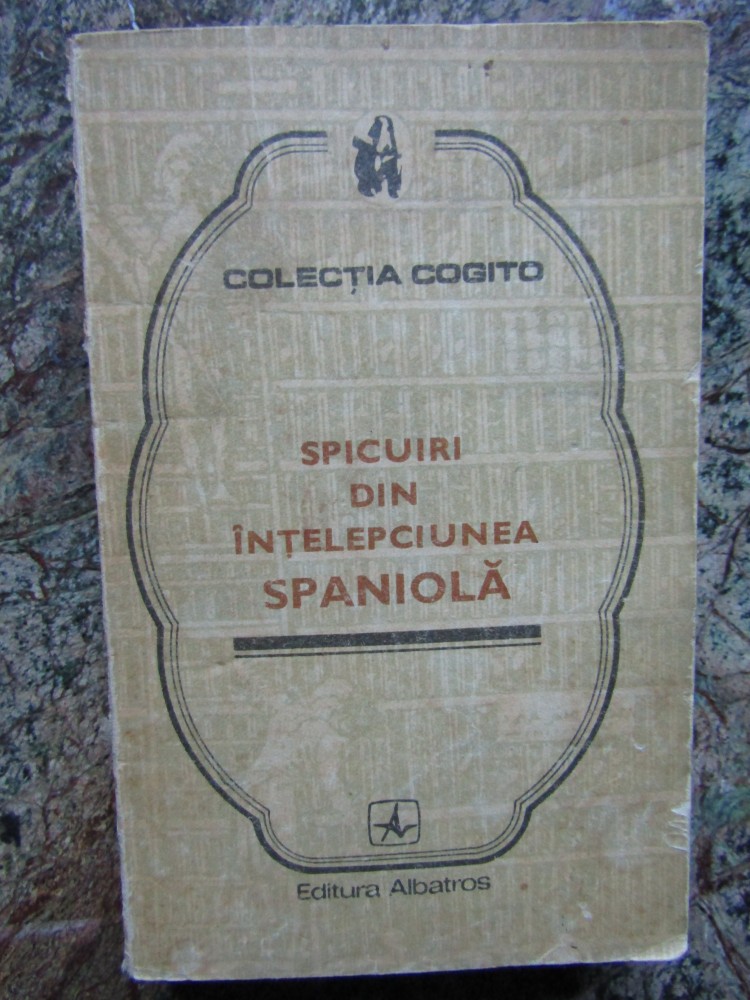 COLECȚIA COGITO
SPICUIRI
DIN
ÎNȚELEPCIUNEA
SPANIOLĂ
Editura Albatros